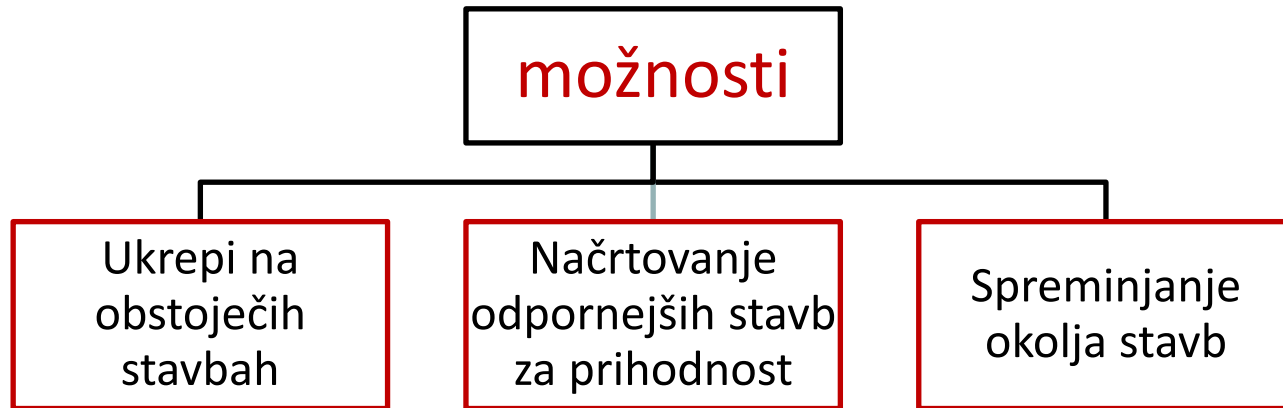 možnosti
Ukrepi na
obstoječih
stavbah
Načrtovanje
odpornejših stavb
za prihodnost
Spreminjanje
okolja stavb